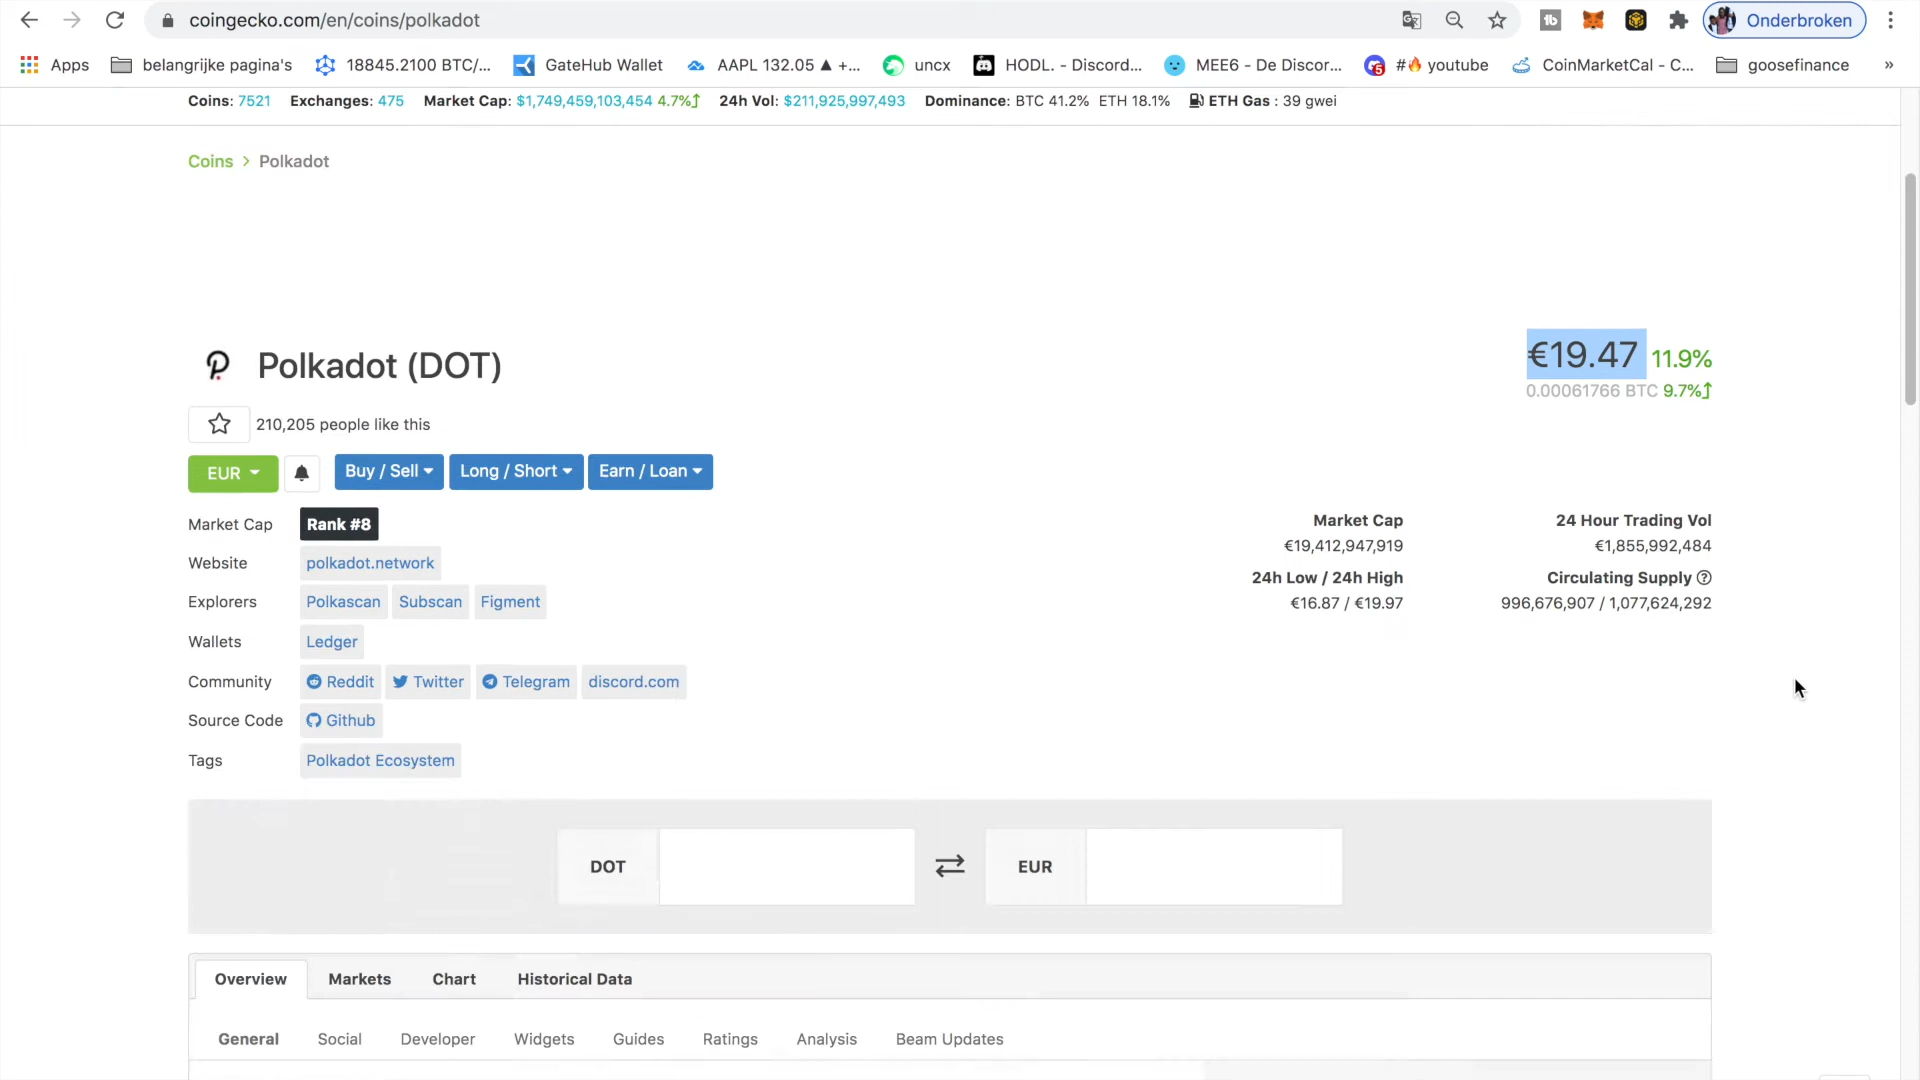 coingecko.com/en/coins/polkadot
Onderbroken
Apps belangrijke pagina's 18845.2100 BTC/... GateHub Wallet AAPL 132.05 ▲ +... uncx HODL. - Discord... MEE6 - De Discor... #🔥 youtube CoinMarketCal - C... goosefinance »
Coins: 7521 Exchanges: 475 Market Cap: $1,749,459,103,454 4.7% 24h Vol: $211,925,997,493 Dominance: BTC 41.2% ETH 18.1% ETH Gas : 39 gwei
Coins > Polkadot
Polkadot (DOT)
€19.47 11.9%
0.00061766 BTC 9.7%
210,205 people like this
EUR Buy / Sell Long / Short Earn / Loan
Market Cap Rank #8
Website polkadot.network
Explorers Polkascan Subscan Figment
Wallets Ledger
Community Reddit Twitter Telegram discord.com
Source Code Github
Tags Polkadot Ecosystem
Market Cap 24 Hour Trading Vol
€19,412,947,919 €1,855,992,484
24h Low / 24h High Circulating Supply ?
€16.87 / €19.97 996,676,907 / 1,077,624,292
DOT EUR
Overview Markets Chart Historical Data
General Social Developer Widgets Guides Ratings Analysis Beam Updates